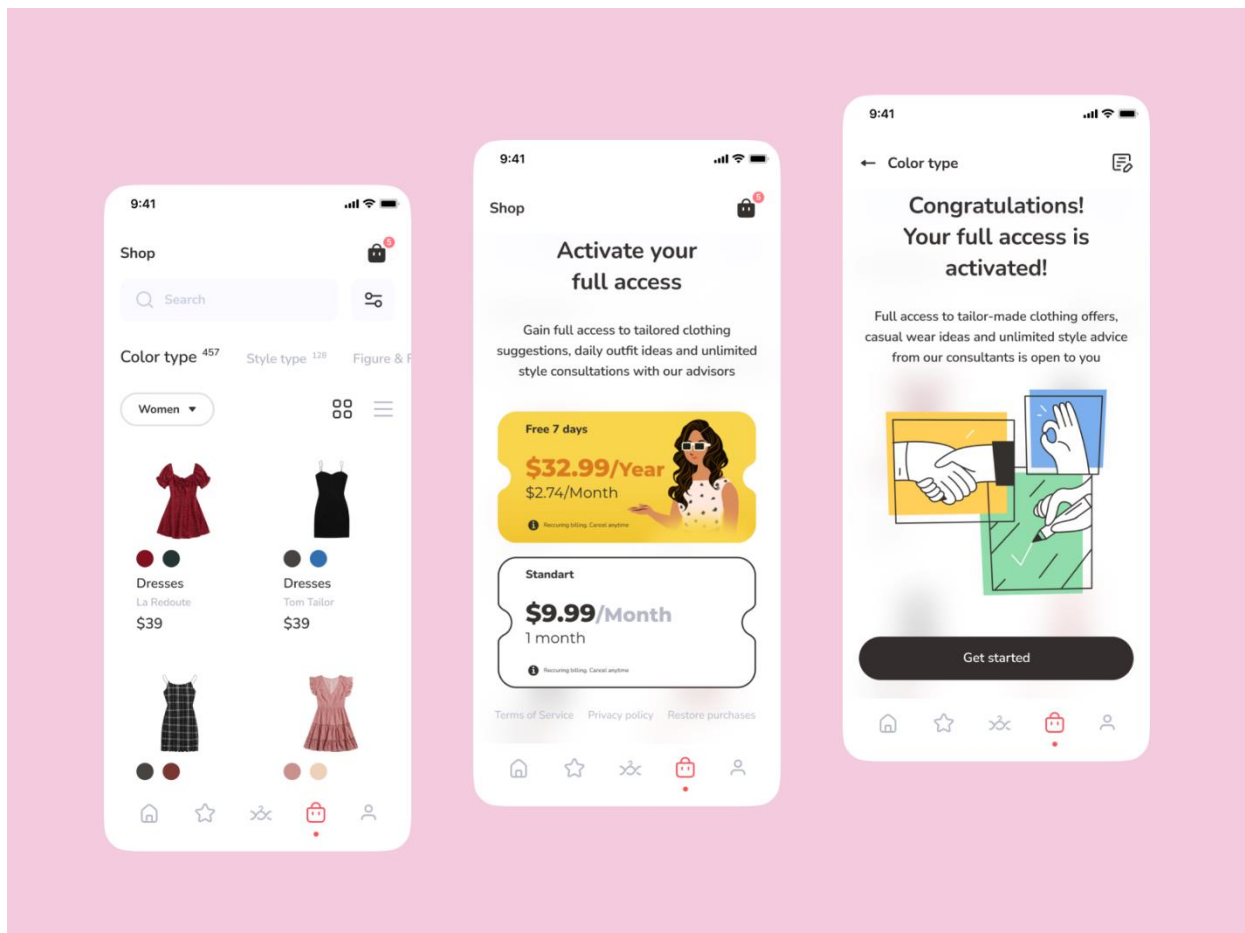 9:41
Shop
5
Search
Color type 457
Style type 128
Figure & F
Women
Dresses
La Redoute
$39
Dresses
Tom Tailor
$39
9:41
Shop
5
Activate your
full access
Gain full access to tailored clothing
suggestions, daily outfit ideas and unlimited
style consultations with our advisors
Free 7 days
$32.99/Year
$2.74/Month
Reccuring billing. Cancel anytime
Standart
$9.99/Month
1 month
Reccuring billing. Cancel anytime
Terms of Service
Privacy policy
Restore purchases
9:41
Color type
Congratulations!
Your full access is
activated!
Full access to tailor-made clothing offers,
casual wear ideas and unlimited style advice
from our consultants is open to you
Get started